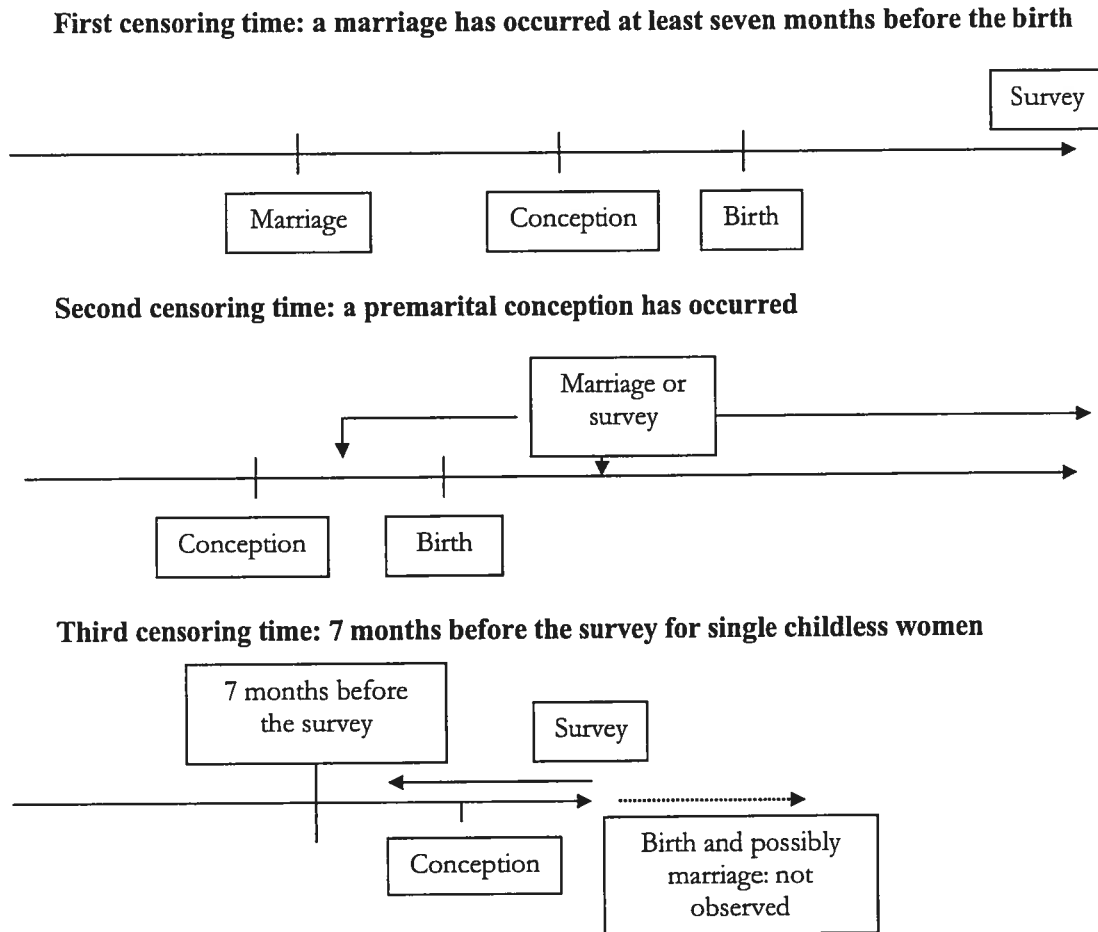 First censoring time: a marriage has occurred at least seven months before the birth
Survey
Marriage
Conception
Birth
Second censoring time: a premarital conception has occurred
Marriage or
survey
Conception
Birth
Third censoring time: 7 months before the survey for single childless women
7 months before
the survey
Survey
Conception
Birth and possibly
marriage: not
observed